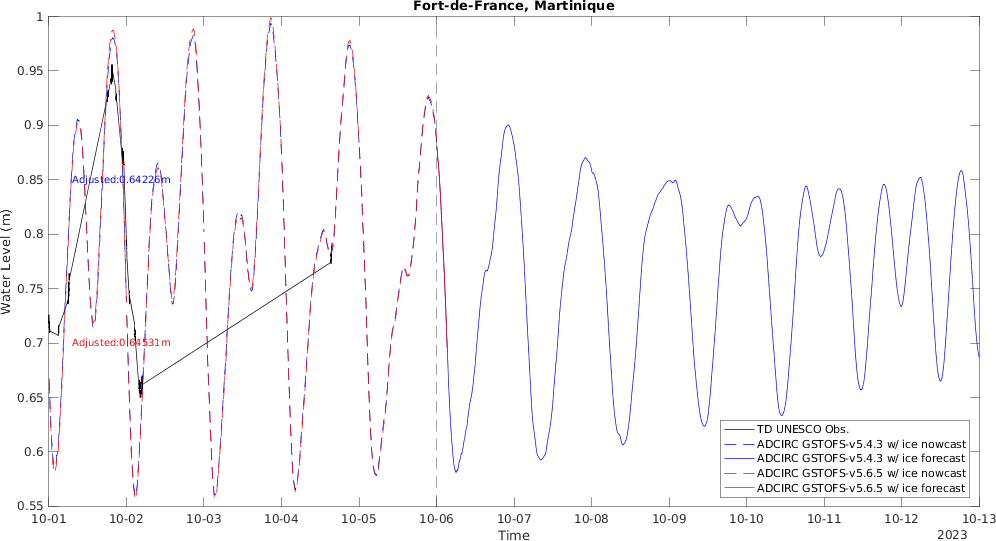 Fort-de-France, Martinique
Water Level (m)
1
0.95
0.9
0.85
0.8
0.75
0.7
0.65
0.6
0.55
Adjusted:0.64226m
Adjusted:0.64531m
TD UNESCO Obs.
ADCIRC GSTOFS-v5.4.3 w/ ice nowcast
ADCIRC GSTOFS-v5.4.3 w/ ice forecast
ADCIRC GSTOFS-v5.6.5 w/ ice nowcast
ADCIRC GSTOFS-v5.6.5 w/ ice forecast
10-01 10-02 10-03 10-04 10-05 10-06 10-07 10-08 10-09 10-10 10-11 10-12 10-13
Time
2023